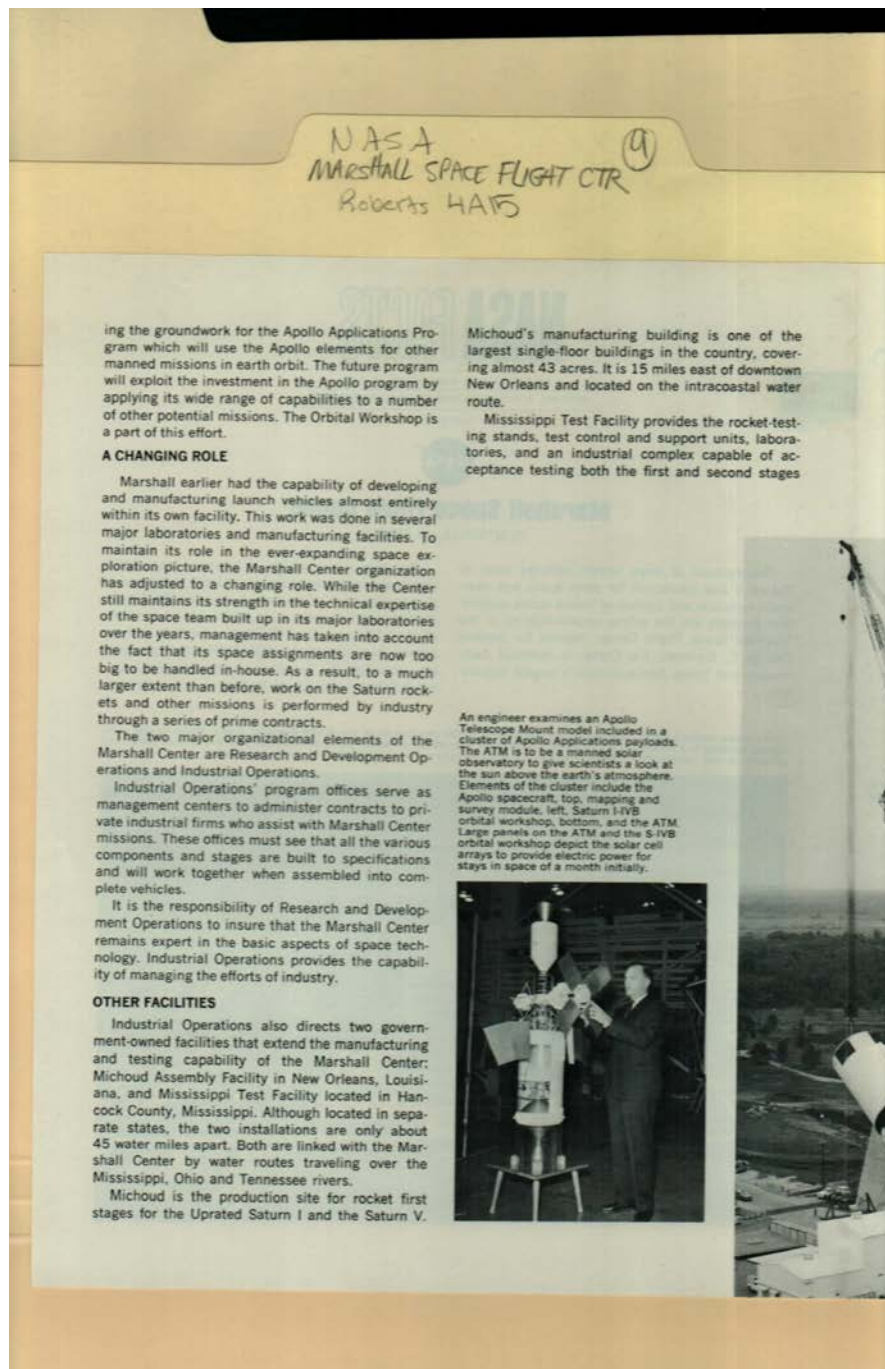 NASA
9
MARSHALL SPACE FLIGHT CTR
Roberts 4A15
ing the groundwork for the Apollo Applications Pro-
gram which will use the Apollo elements for other
manned missions in earth orbit. The future program
will exploit the investment in the Apollo program by
applying its wide range of capabilities to a number
of other potential missions. The Orbital Workshop is
a part of this effort.
A CHANGING ROLE
Marshall earlier had the capability of developing
and manufacturing launch vehicles almost entirely
within its own facility. This work was done in several
major laboratories and manufacturing facilities. To
maintain its role in the ever-expanding space ex-
ploration picture, the Marshall Center organization
has adjusted to a changing role. While the Center
still maintains its strength in the technical expertise
of the space team built up in its major laboratories
over the years, management has taken into account
the fact that its space assignments are now too
big to be handled in-house. As a result, to a much
larger extent than before, work on the Saturn rock-
ets and other missions is performed by industry
through a series of prime contracts.
The two major organizational elements of the
Marshall Center are Research and Development Op-
erations and Industrial Operations.
Industrial Operations' program offices serve as
management centers to administer contracts to pri-
vate industrial firms who assist with Marshall Center
missions. These offices must see that all the various
components and stages are built to specifications
and will work together when assembled into com-
plete vehicles.
It is the responsibility of Research and Develop-
ment Operations to insure that the Marshall Center
remains expert in the basic aspects of space tech-
nology. Industrial Operations provides the capabil-
ity of managing the efforts of industry.
OTHER FACILITIES
Industrial Operations also directs two govern-
ment-owned facilities that extend the manufacturing
and testing capability of the Marshall Center:
Michoud Assembly Facility in New Orleans, Louisi-
ana, and Mississippi Test Facility located in Han-
cock County, Mississippi. Although located in sepa-
rate states, the two installations are only about
45 water miles apart. Both are linked with the Mar-
shall Center by water routes traveling over the
Mississippi, Ohio and Tennessee rivers.
Michoud is the production site for rocket first
stages for the Uprated Saturn I and the Saturn V.
Michoud's manufacturing building is one of the
largest single-floor buildings in the country, cover-
ing almost 43 acres. It is 15 miles east of downtown
New Orleans and located on the intracoastal water
route.
Mississippi Test Facility provides the rocket-test-
ing stands, test control and support units, labora-
tories, and an industrial complex capable of ac-
ceptance testing both the first and second stages
An engineer examines an Apollo
Telescope Mount model included in a
cluster of Apollo Applications payloads.
The ATM is to be a manned solar
observatory to give scientists a look at
the sun above the earth's atmosphere.
Elements of the cluster include the
Apollo spacecraft, top, mapping and
survey module, left, Saturn I-IVB
orbital workshop, bottom, and the ATM.
Large panels on the ATM and the S-IVB
orbital workshop depict the solar cell
arrays to provide electric power for
stays in space of a month initially.